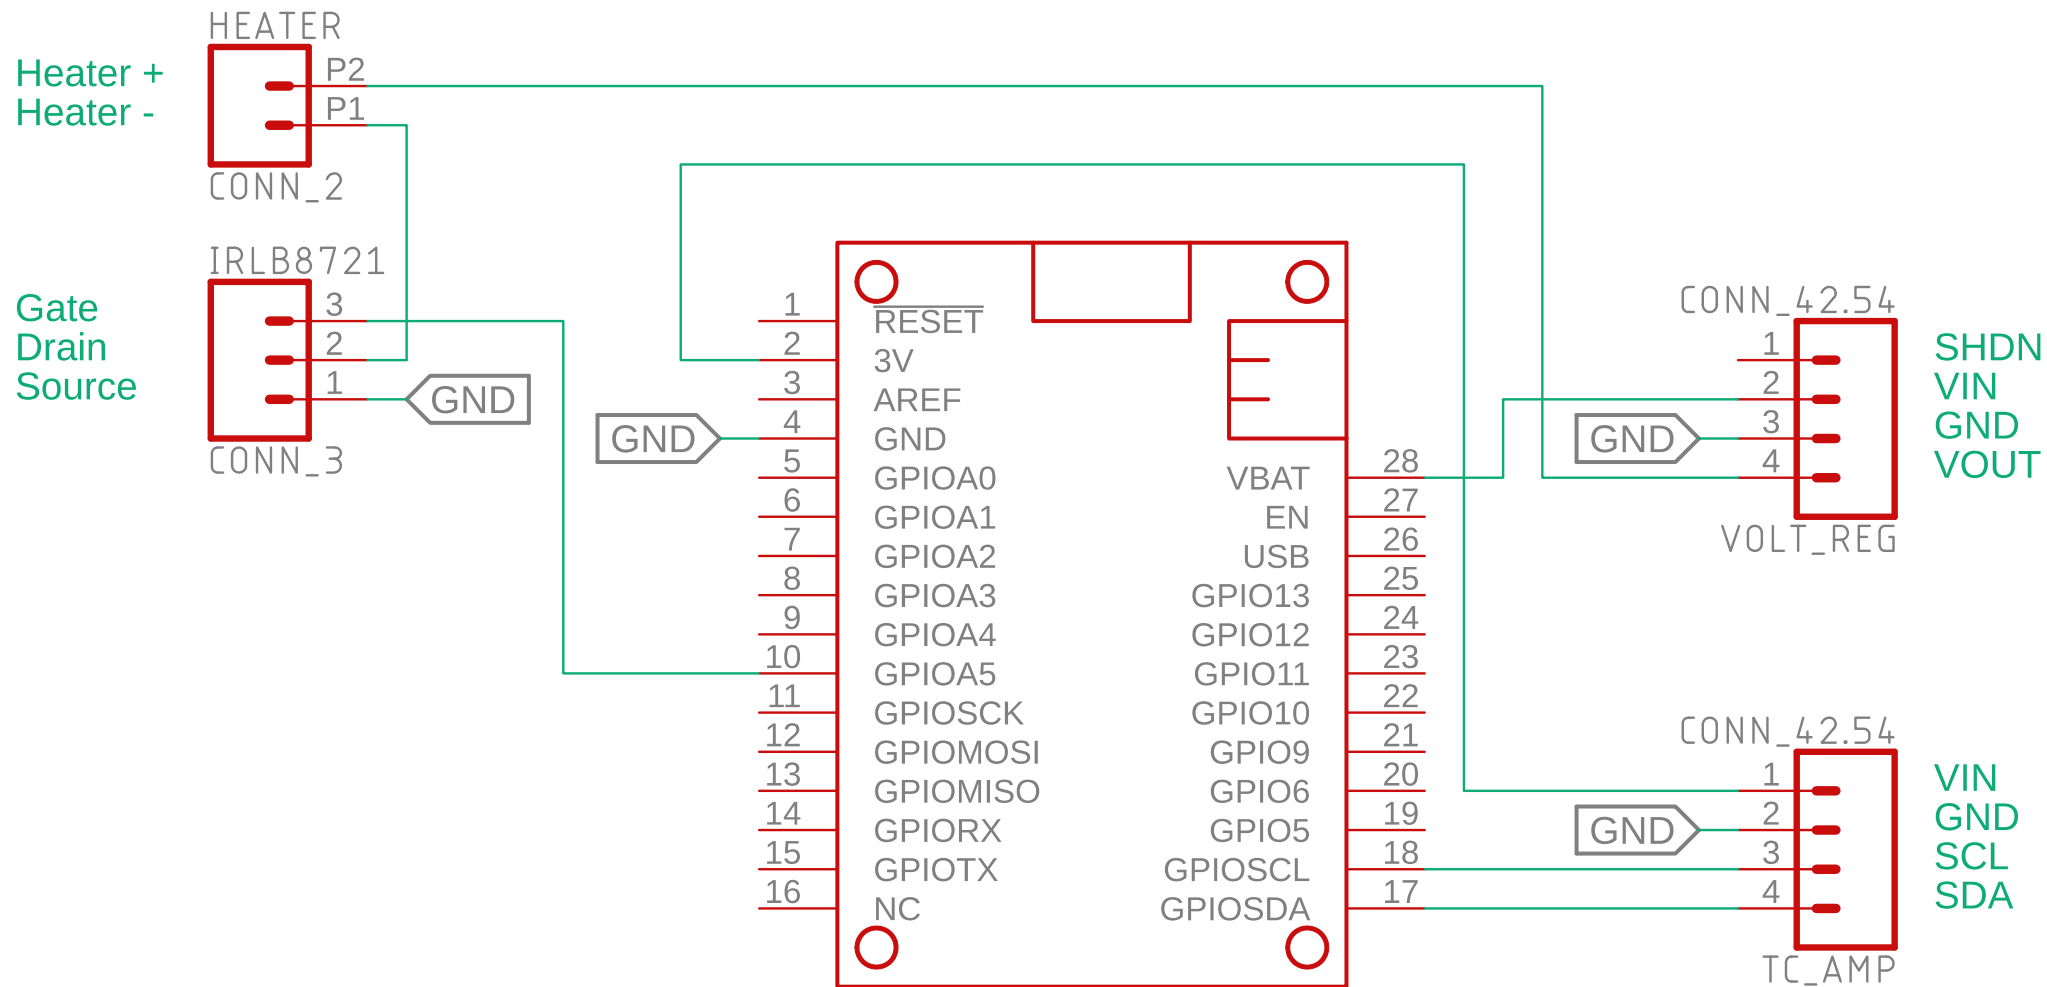 HEATER
Heater +
Heater -
P2
P1
CONN_2
IRLB8721
Gate
Drain
Source
3
2
1
GND
CONN_3
GND
1 RESET
2 3V
3 AREF
4 GND
5 GPIOA0
6 GPIOA1
7 GPIOA2
8 GPIOA3
9 GPIOA4
10 GPIOA5
11 GPIOSCK
12 GPIOMOSI
13 GPIOMISO
14 GPIORX
15 GPIOTX
16 NC
VBAT 28
EN 27
USB 26
GPIO13 25
GPIO12 24
GPIO11 23
GPIO10 22
GPIO9 21
GPIO6 20
GPIO5 19
GPIOSCL 18
GPIOSDA 17
CONN_42.54
1 SHDN
2 VIN
GND 3 GND
4 VOUT
VOLT_REG
CONN_42.54
1 VIN
GND 2 GND
3 SCL
4 SDA
TC_AMP